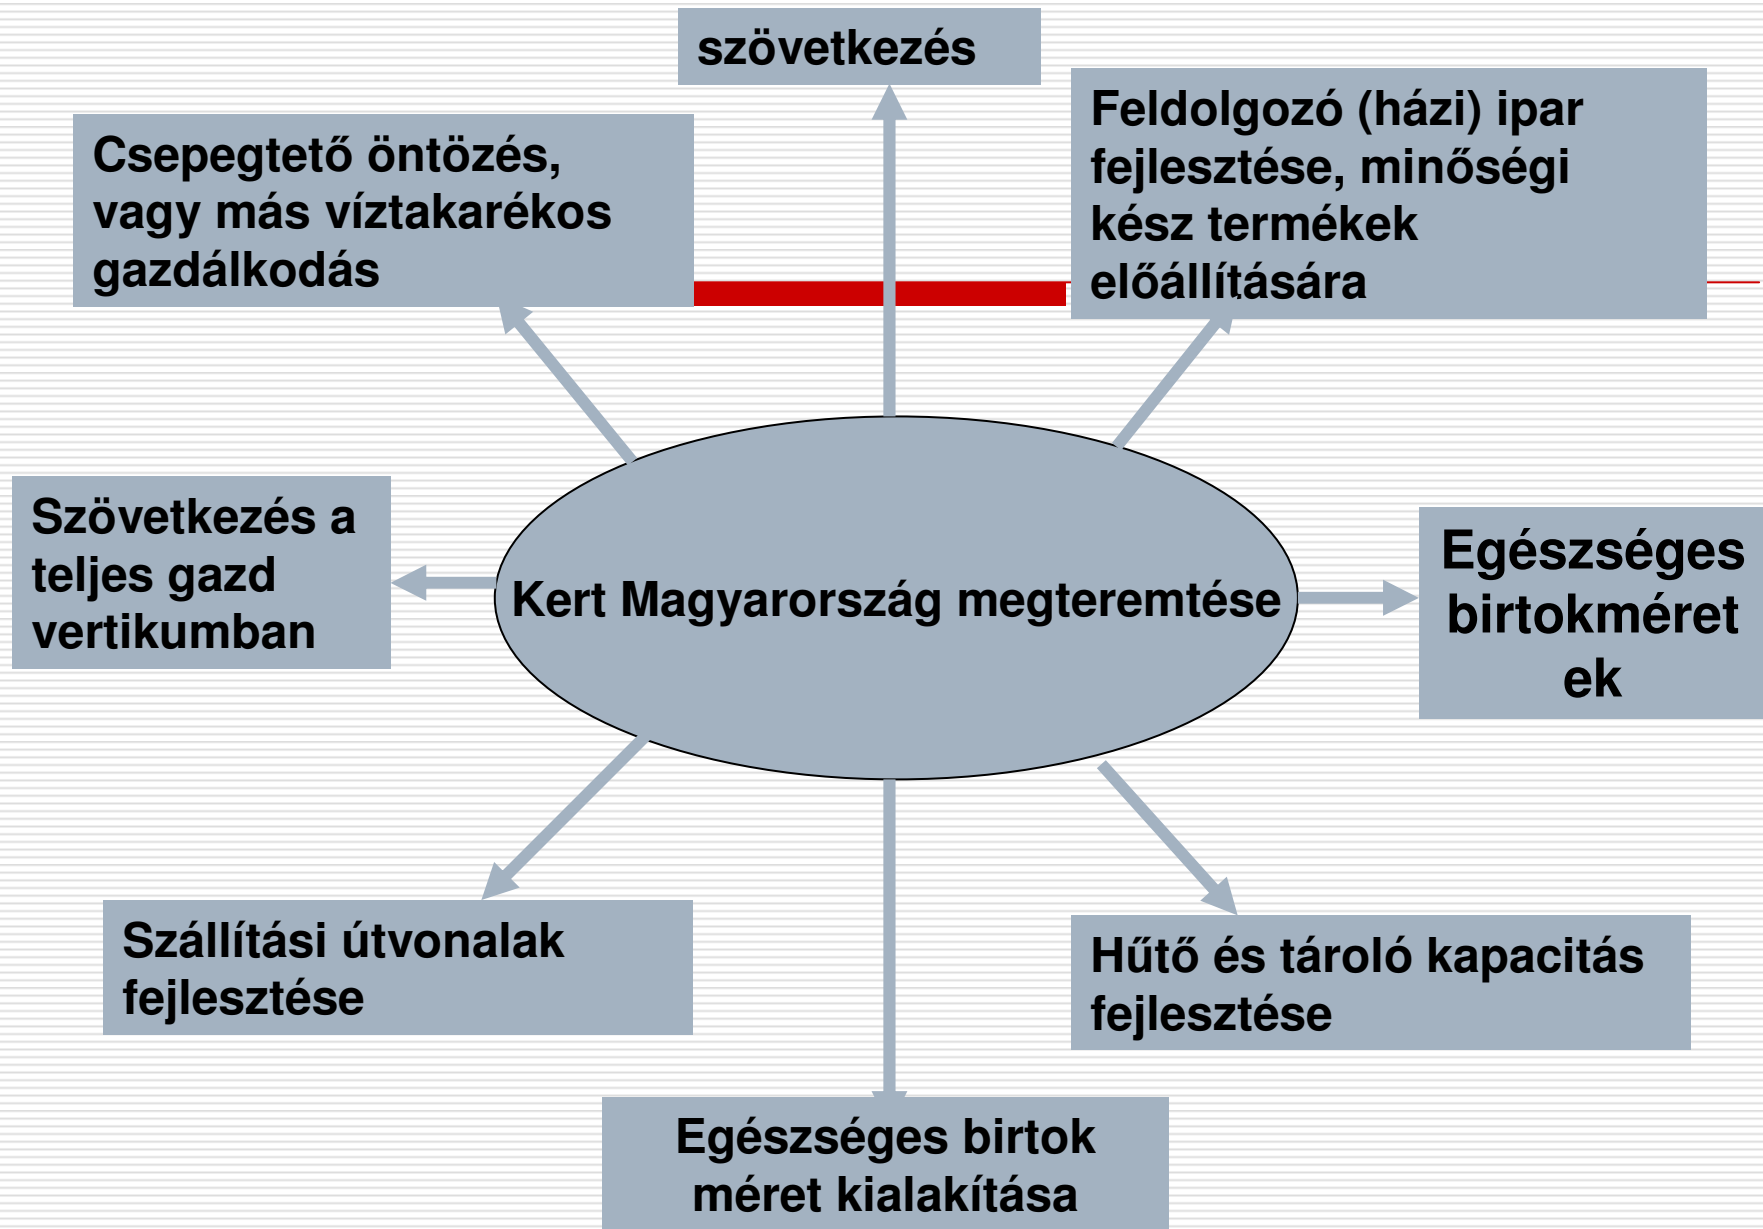 szövetkezés
Csepegtető öntözés,
vagy más víztakarékos
gazdálkodás
Feldolgozó (házi) ipar
fejlesztése, minőségi
kész termékek
előállítására
Szövetkezés a
teljes gazd
vertikumban
Kert Magyarország megteremtése
Egészséges
birtokméret
ek
Szállítási útvonalak
fejlesztése
Hűtő és tároló kapacitás
fejlesztése
Egészséges birtok
méret kialakítása